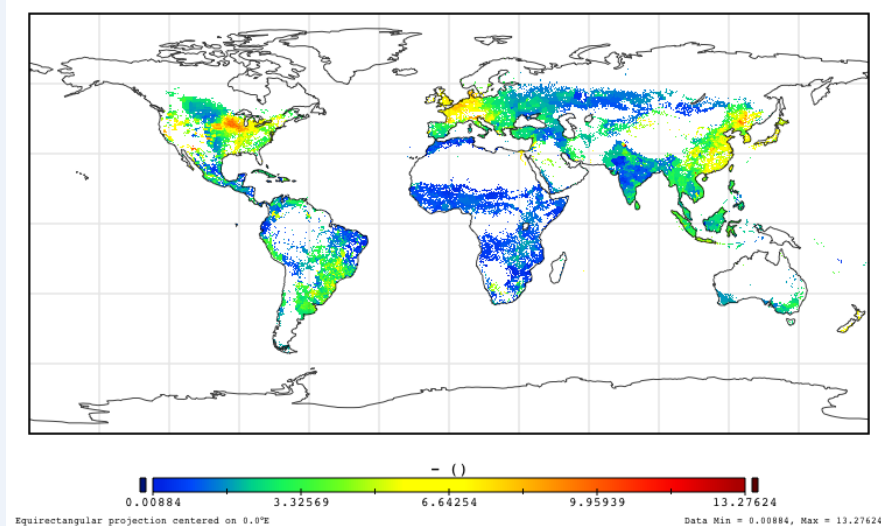 – ()
0.00884 3.32569 6.64254 9.95939 13.27624
Equirectangular projection centered on 0.0°E Data Min = 0.00884, Max = 13.27624